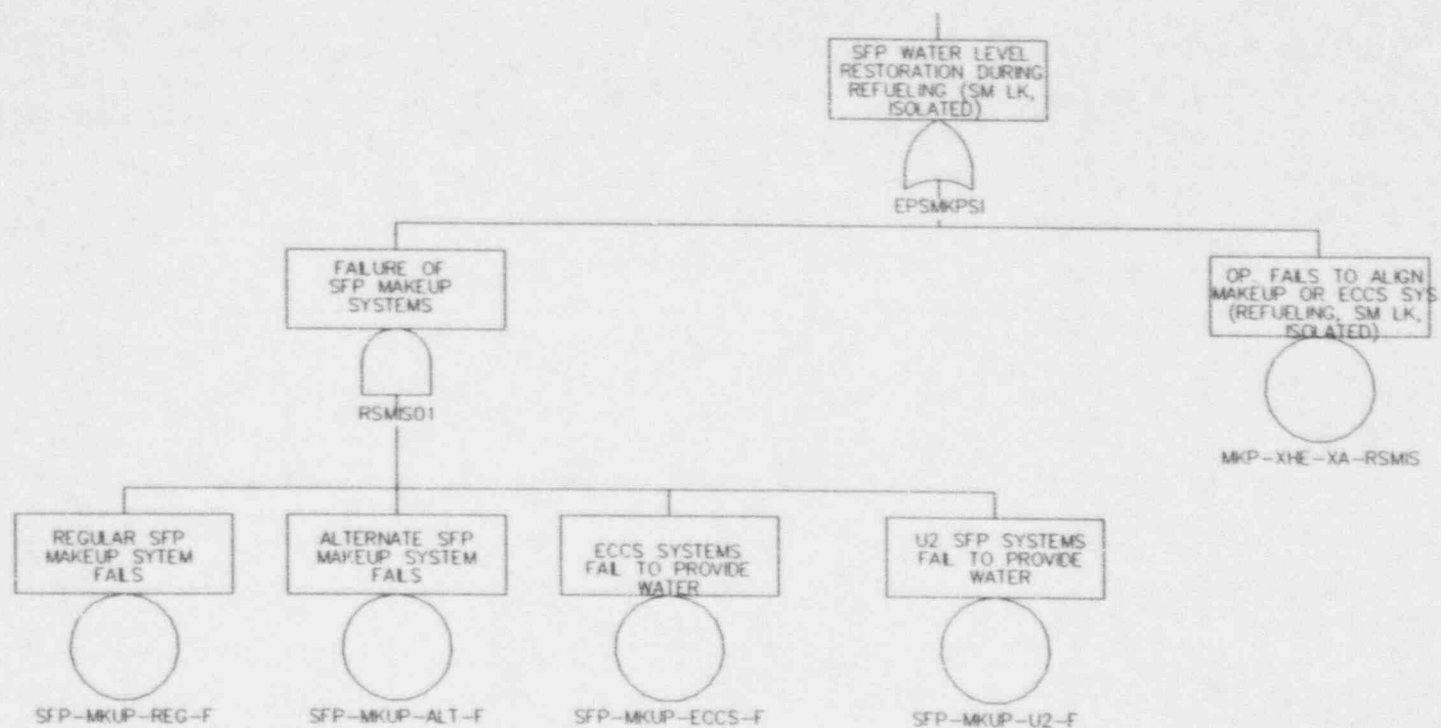 SFP WATER LEVEL
RESTORATION DURING
REFUELING (SM LK,
ISOLATED)
EPSMKPSI
FAILURE OF
SFP MAKEUP
SYSTEMS
RSMIS01
OP. FAILS TO ALIGN
MAKEUP OR ECCS SYS
(REFUELING, SM LK,
ISOLATED)
MKP-XHE-XA-RSMIS
REGULAR SFP
MAKEUP SYTEM
FAILS
SFP-MKUP-REG-F
ALTERNATE SFP
MAKEUP SYSTEM
FAILS
SFP-MKUP-ALT-F
ECCS SYSTEMS
FAIL TO PROVIDE
WATER
SFP-MKUP-ECCS-F
U2 SFP SYSTEMS
FAIL TO PROVIDE
WATER
SFP-MKUP-U2-F